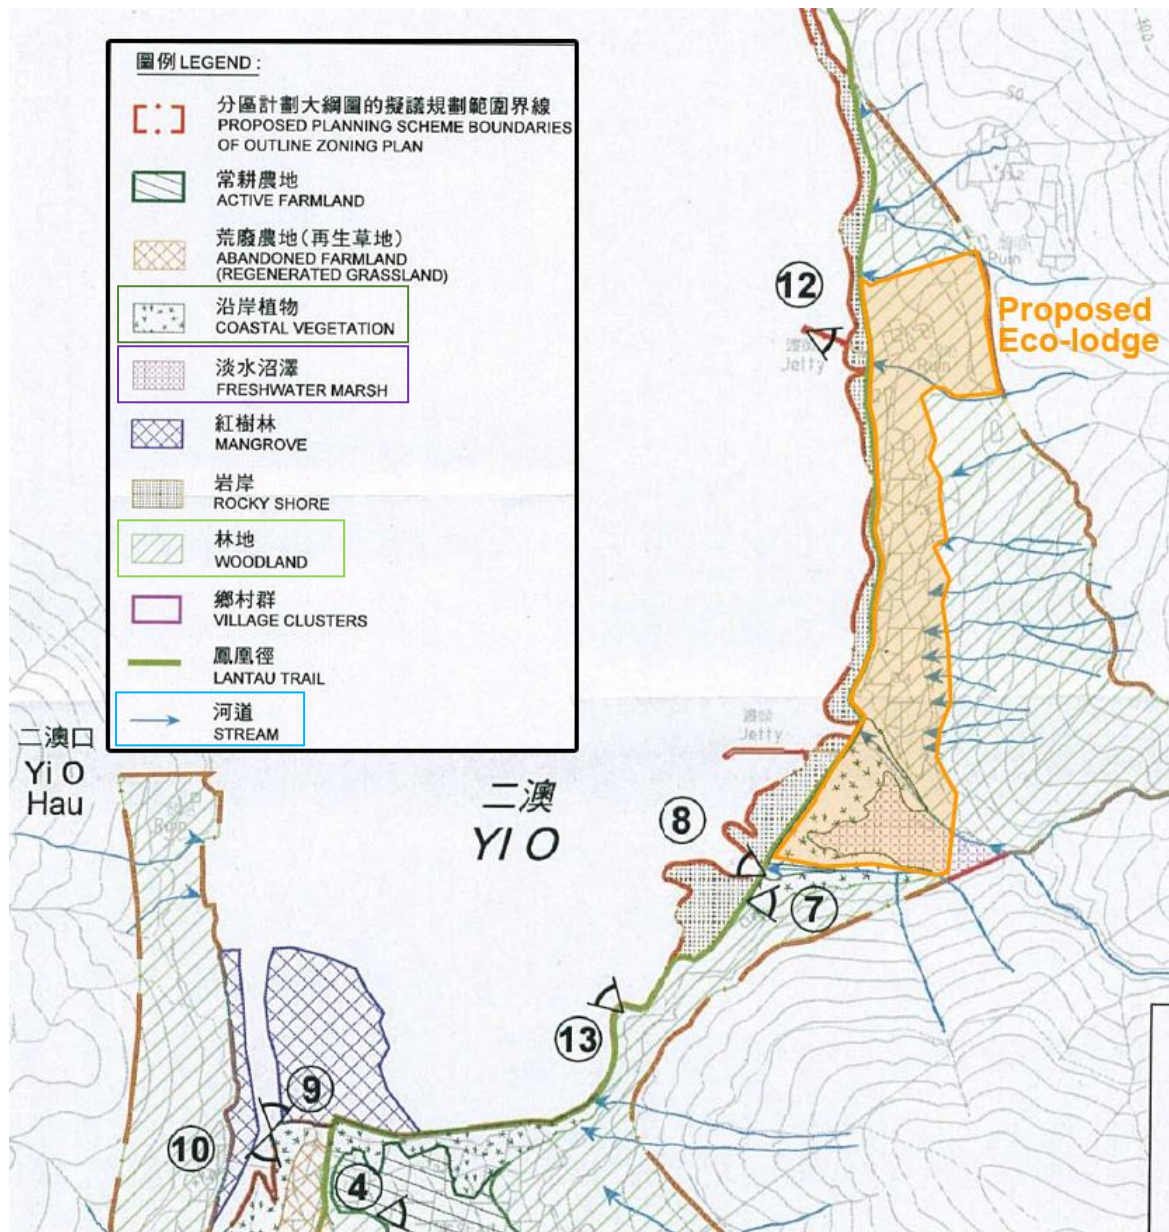 圖例 LEGEND :
分區計劃大綱圖的擬議規劃範圍界線
PROPOSED PLANNING SCHEME BOUNDARIES
OF OUTLINE ZONING PLAN
常耕農地
ACTIVE FARMLAND
荒廢農地(再生草地)
ABANDONED FARMLAND
(REGENERATED GRASSLAND)
沿岸植物
COASTAL VEGETATION
淡水沼澤
FRESHWATER MARSH
紅樹林
MANGROVE
岩岸
ROCKY SHORE
林地
WOODLAND
鄉村群
VILLAGE CLUSTERS
鳳凰徑
LANTAU TRAIL
河道
STREAM
100
50
Ruin
12
Proposed
Eco-lodge
Jetty
Ruin
Jetty
二澳口
Yi O
Hau
Ruin
二澳
YI O
8
7
13
9
10
4